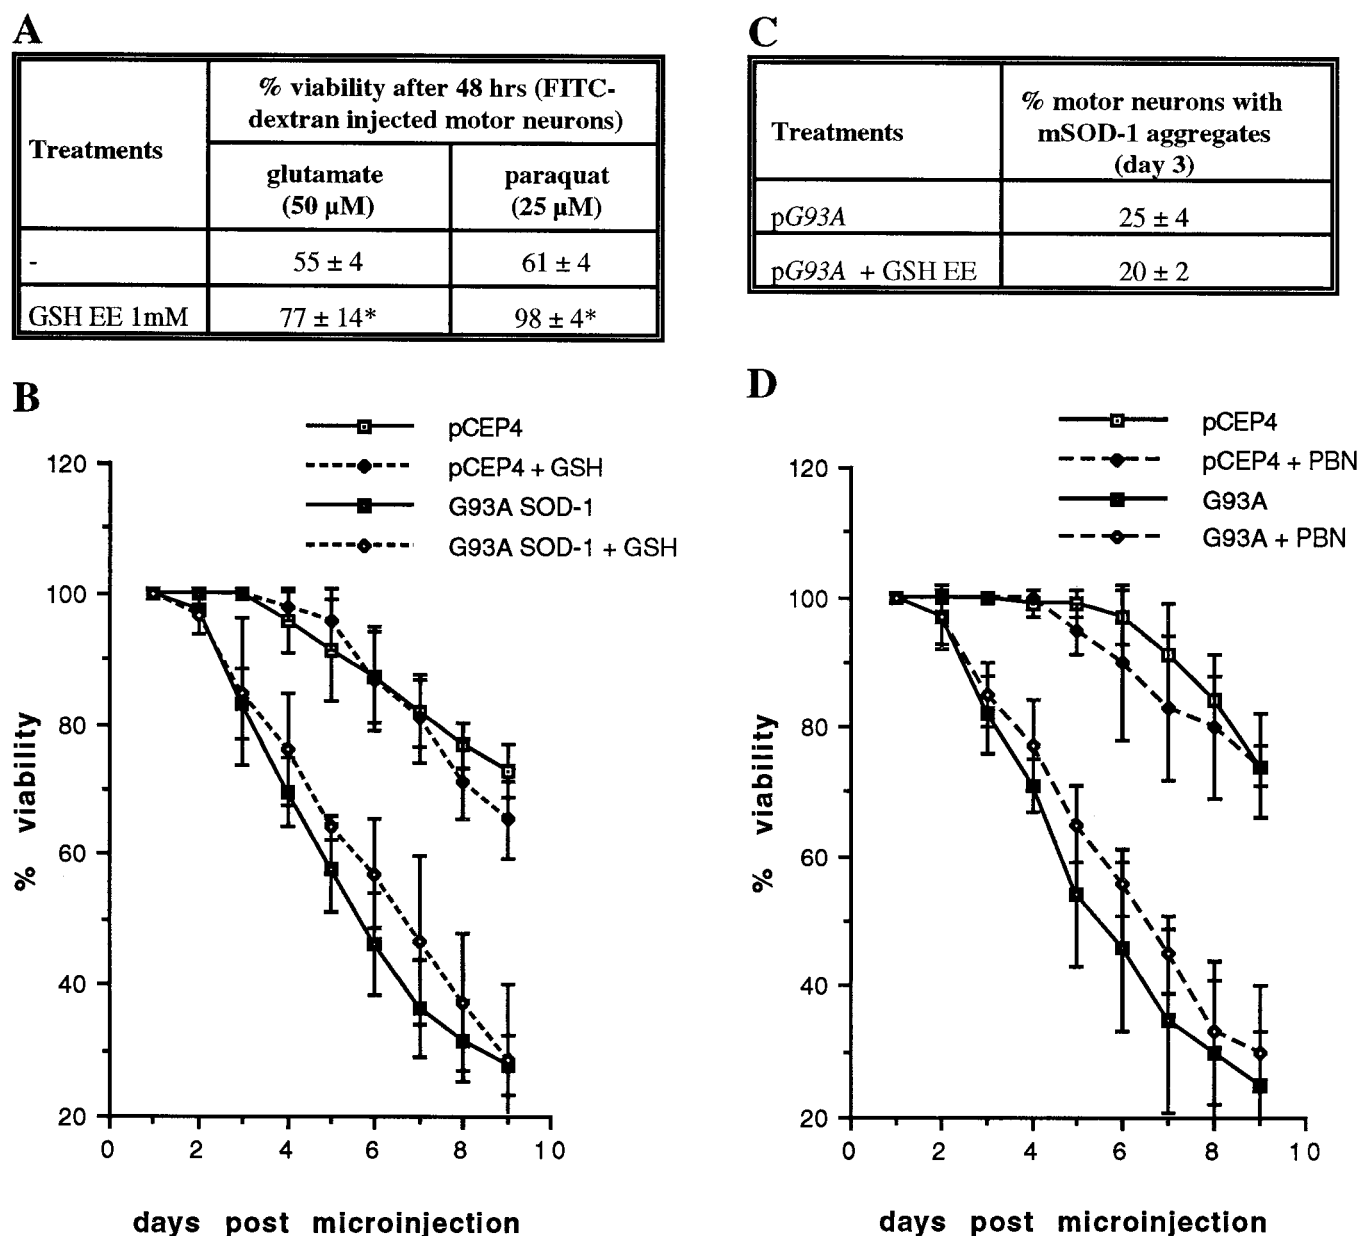 A
Treatments
% viability after 48 hrs (FITC-
dextran injected motor neurons)
glutamate
(50 µM)
paraquat
(25 µM)
-
55 ± 4
61 ± 4
GSH EE 1mM
77 ± 14*
98 ± 4*
C
Treatments
% motor neurons with
mSOD-1 aggregates
(day 3)
pG93A
25 ± 4
pG93A + GSH EE
20 ± 2
B
pCEP4
pCEP4 + GSH
G93A SOD-1
G93A SOD-1 + GSH
120
100
80
60
40
20
0
2
4
6
8
10
% viability
days post microinjection
D
pCEP4
pCEP4 + PBN
G93A
G93A + PBN
120
100
80
60
40
20
0
2
4
6
8
10
% viability
days post microinjection